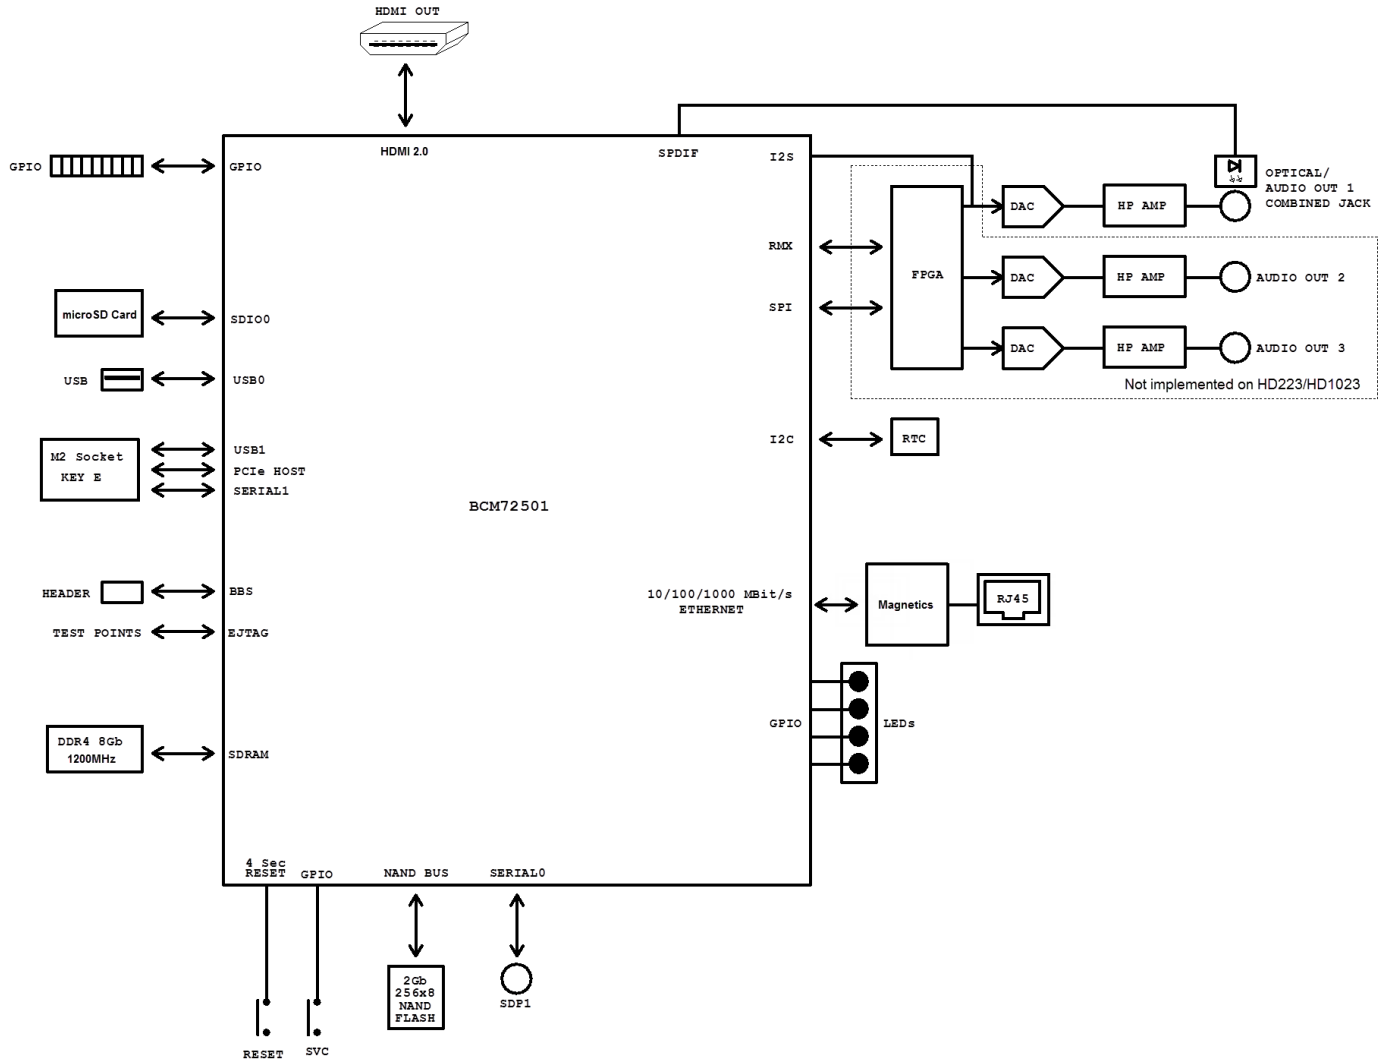 HDMI OUT
HDMI 2.0
SPDIF
I2S
GPIO
GPIO
OPTICAL/
AUDIO OUT 1
COMBINED JACK
DAC
HP AMP
RMX
FPGA
DAC
HP AMP
AUDIO OUT 2
SPI
microSD Card
SDIO0
DAC
HP AMP
AUDIO OUT 3
USB
USB0
Not implemented on HD223/HD1023
I2C
RTC
M2 Socket
KEY E
USB1
PCIe HOST
SERIAL1
BCM72501
HEADER
BBS
10/100/1000 MBit/s
ETHERNET
Magnetics
RJ45
TEST POINTS
EJTAG
GPIO
LEDs
DDR4 8Gb
1200MHz
SDRAM
4 Sec
RESET
GPIO
NAND BUS
SERIAL0
2Gb
256x8
NAND
FLASH
SDP1
RESET
SVC